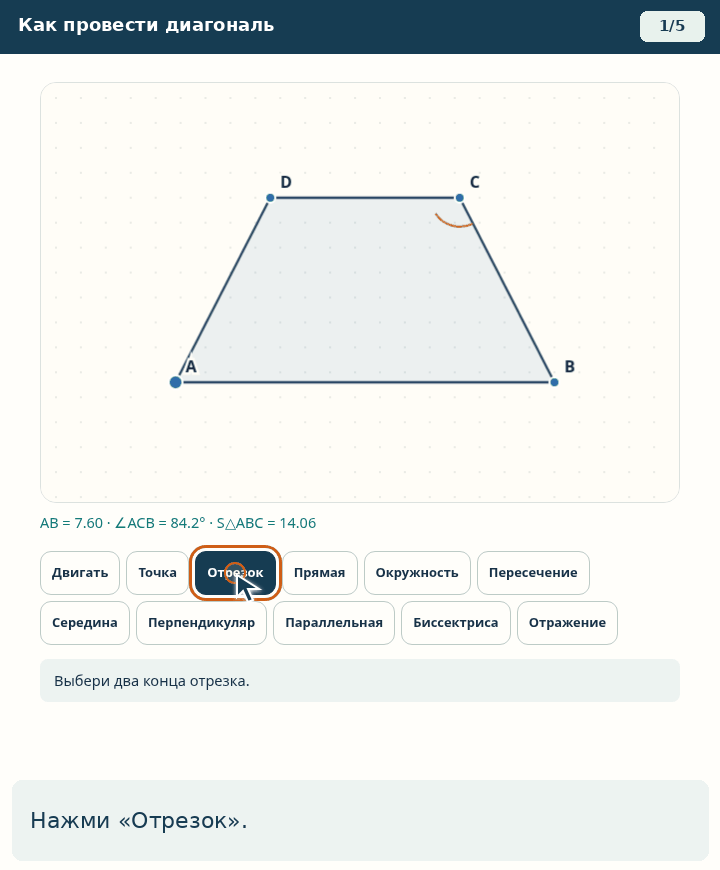 Как провести диагональ
1/5
D
C
A
B
AB = 7.60 · ∠ACB = 84.2° · S△ABC = 14.06
Двигать
Точка
Отрезок
Прямая
Окружность
Пересечение
Середина
Перпендикуляр
Параллельная
Биссектриса
Отражение
Выбери два конца отрезка.
Нажми «Отрезок».